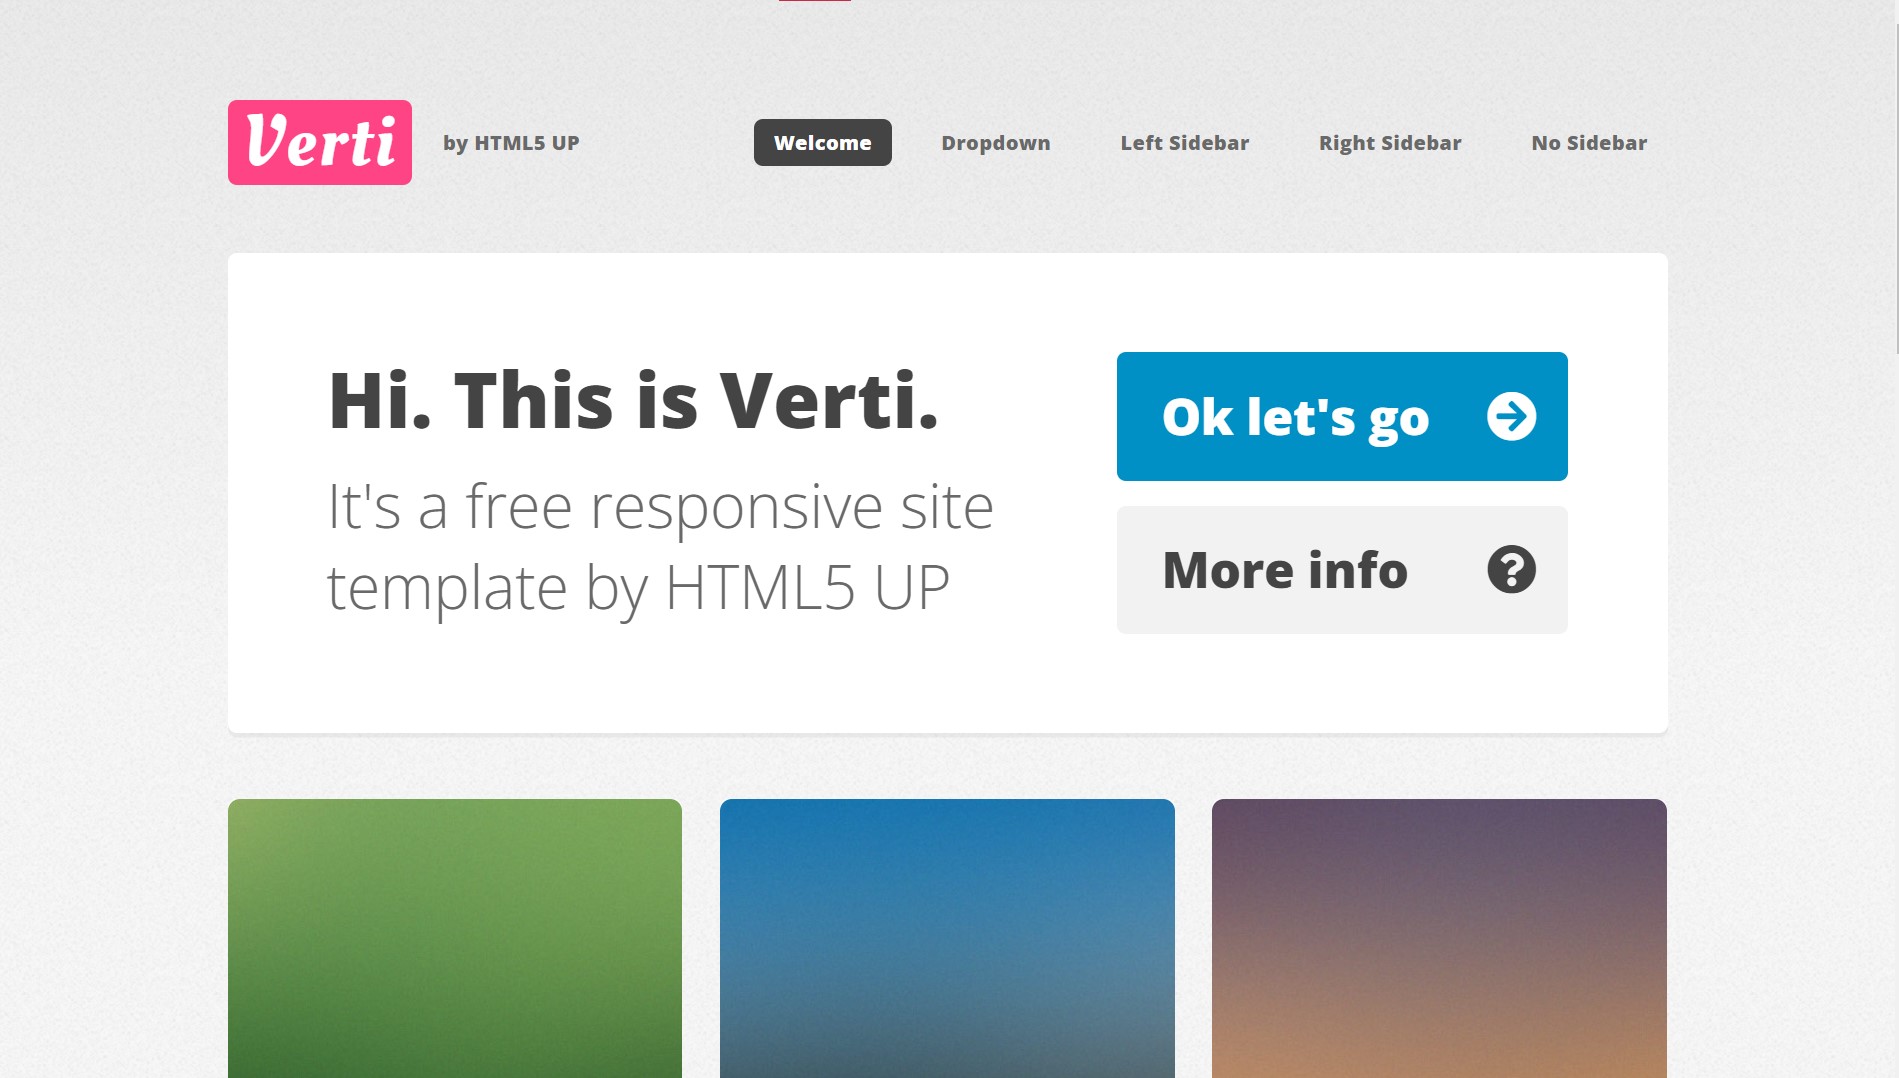 Verti
by HTML5 UP
Welcome
Dropdown
Left Sidebar
Right Sidebar
No Sidebar
Hi. This is Verti.
It's a free responsive site
template by HTML5 UP
Ok let's go
More info